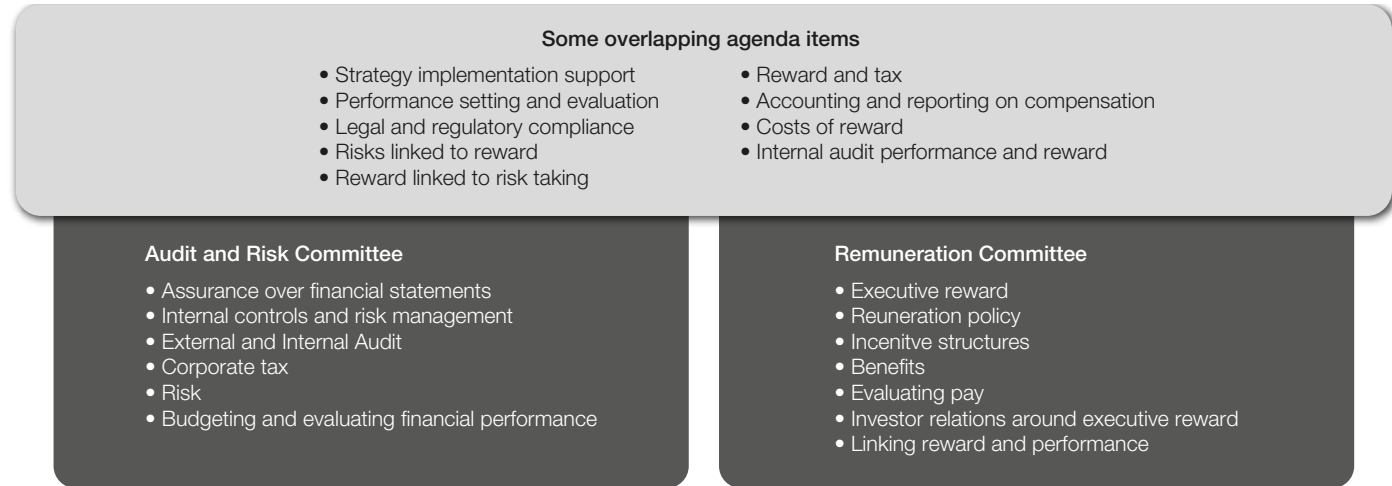 Some overlapping agenda items
• Strategy implementation support
• Performance setting and evaluation
• Legal and regulatory compliance
• Risks linked to reward
• Reward linked to risk taking
• Reward and tax
• Accounting and reporting on compensation
• Costs of reward
• Internal audit performance and reward
Audit and Risk Committee
• Assurance over financial statements
• Internal controls and risk management
• External and Internal Audit
• Corporate tax
• Risk
• Budgeting and evaluating financial performance
Remuneration Committee
• Executive reward
• Reuneration policy
• Incenitve structures
• Benefits
• Evaluating pay
• Investor relations around executive reward
• Linking reward and performance